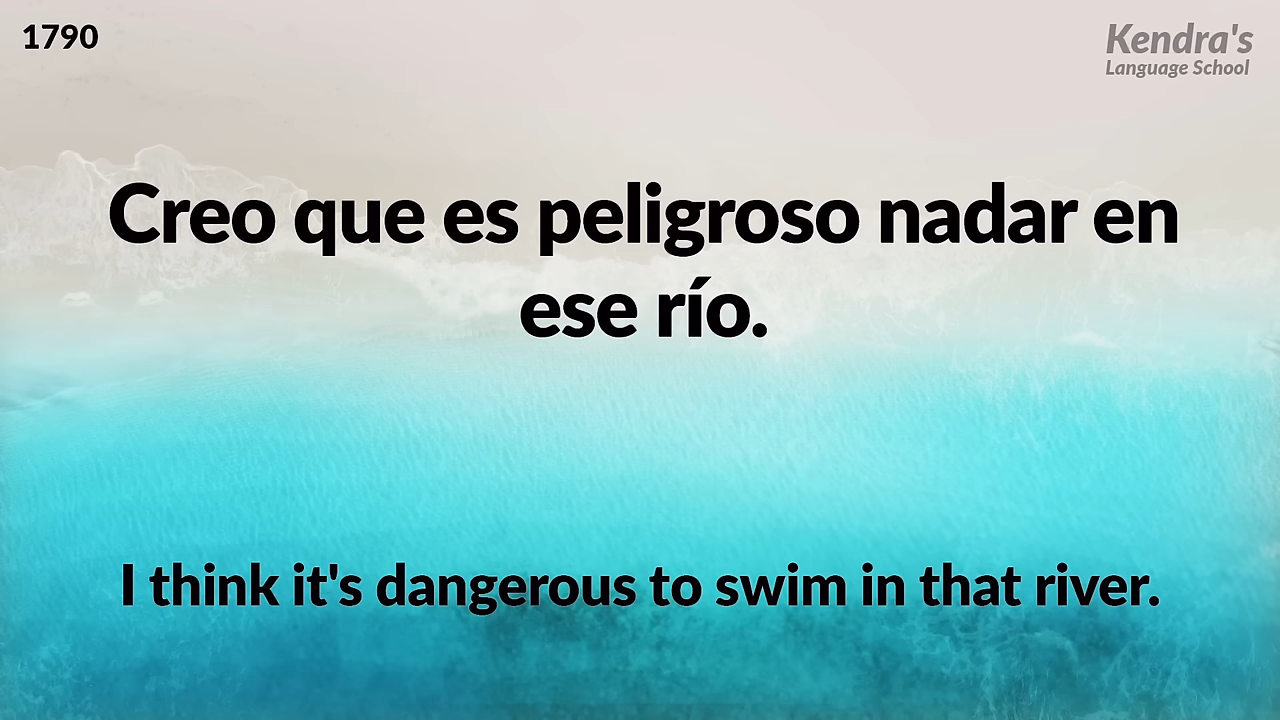 1790
Kendra's
Language School
Creo que es peligroso nadar en
ese río.
I think it's dangerous to swim in that river.